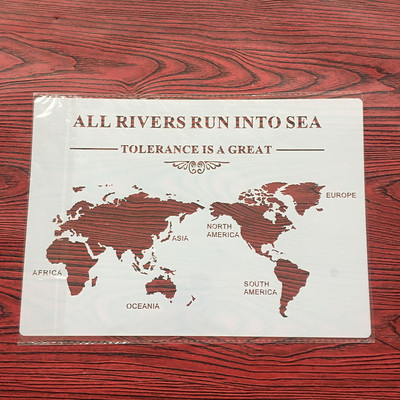 ALL RIVERS RUN INTO SEA
TOLERANCE IS A GREAT
EUROPE
ASIA
NORTH
AMERICA
AFRICA
OCEANIA
SOUTH
AMERICA